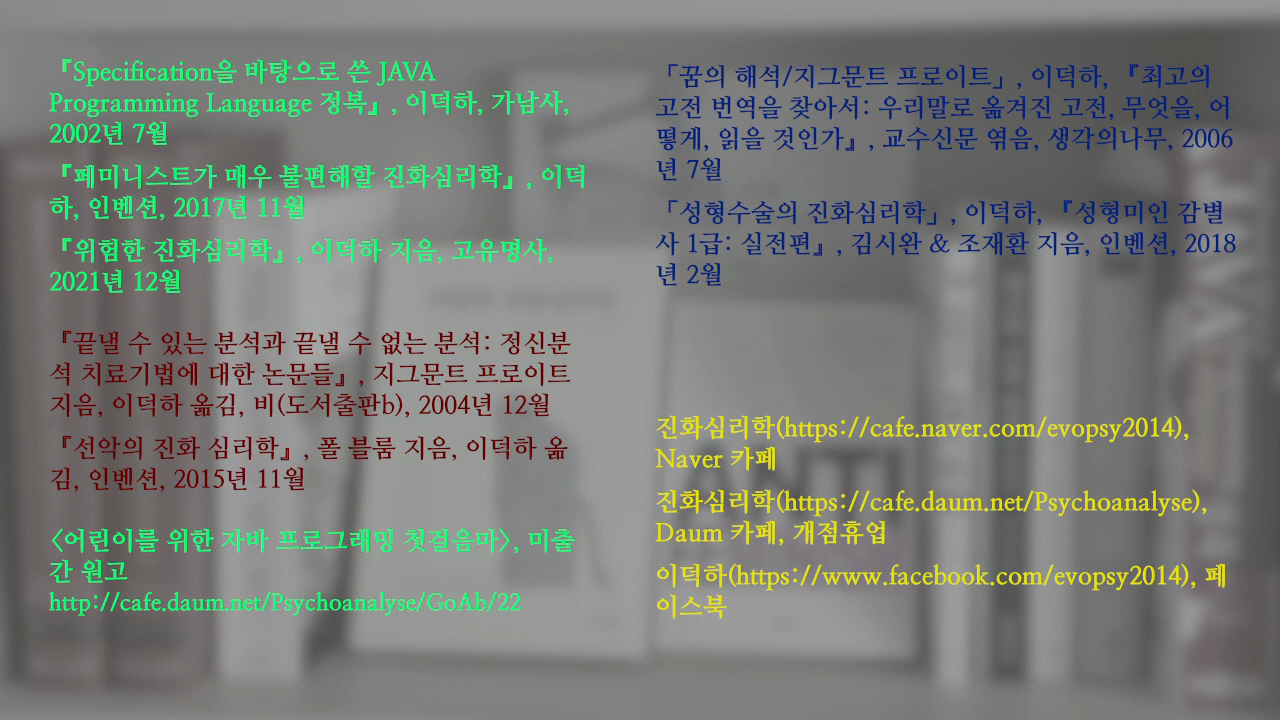 『Specification을 바탕으로 쓴 JAVA
Programming Language 정복』, 이덕하, 가남사,
2002년 7월
『페미니스트가 매우 불편해할 진화심리학』, 이덕
하, 인벤션, 2017년 11월
『위험한 진화심리학』, 이덕하 지음, 고유명사,
2021년 12월
『끝낼 수 있는 분석과 끝낼 수 없는 분석: 정신분
석 치료기법에 대한 논문들』, 지그문트 프로이트
지음, 이덕하 옮김, 비(도서출판b), 2004년 12월
『선악의 진화 심리학』, 폴 블룸 지음, 이덕하 옮
김, 인벤션, 2015년 11월
<어린이를 위한 자바 프로그래밍 첫걸음마>, 미출
간 원고
http://cafe.daum.net/Psychoanalyse/GoAb/22
「꿈의 해석/지그문트 프로이트」, 이덕하, 『최고의
고전 번역을 찾아서: 우리말로 옮겨진 고전, 무엇을, 어
떻게, 읽을 것인가』, 교수신문 엮음, 생각의나무, 2006
년 7월
「성형수술의 진화심리학」, 이덕하, 『성형미인 감별
사 1급: 실전편』, 김시완 & 조재환 지음, 인벤션, 2018
년 2월
진화심리학(https://cafe.naver.com/evopsy2014),
Naver 카페
진화심리학(https://cafe.daum.net/Psychoanalyse),
Daum 카페, 개점휴업
이덕하(https://www.facebook.com/evopsy2014), 페
이스북